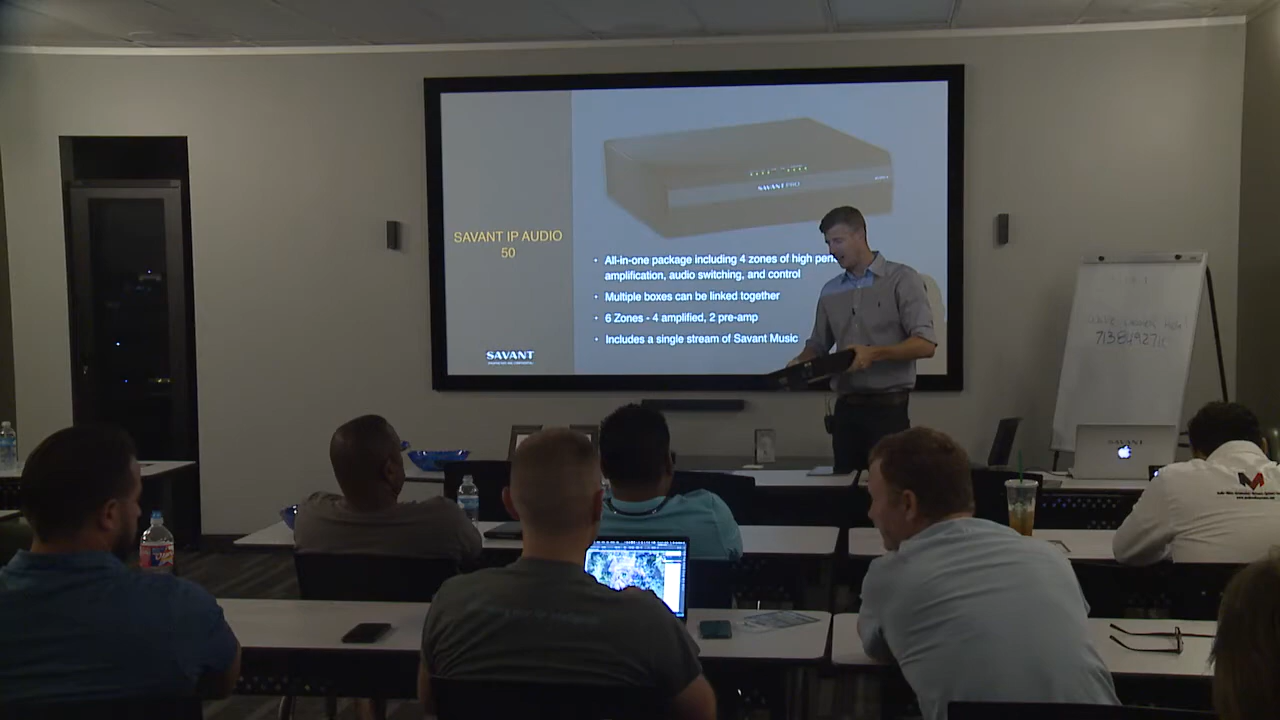 SAVANT PRO
SAVANT IP AUDIO
50
• All-in-one package including 4 zones of high
amplification, audio switching, and control
• Multiple boxes can be linked together
• 6 Zones - 4 amplified, 2 pre-amp
• Includes a single stream of Savant Music
SAVANT
SAVANT